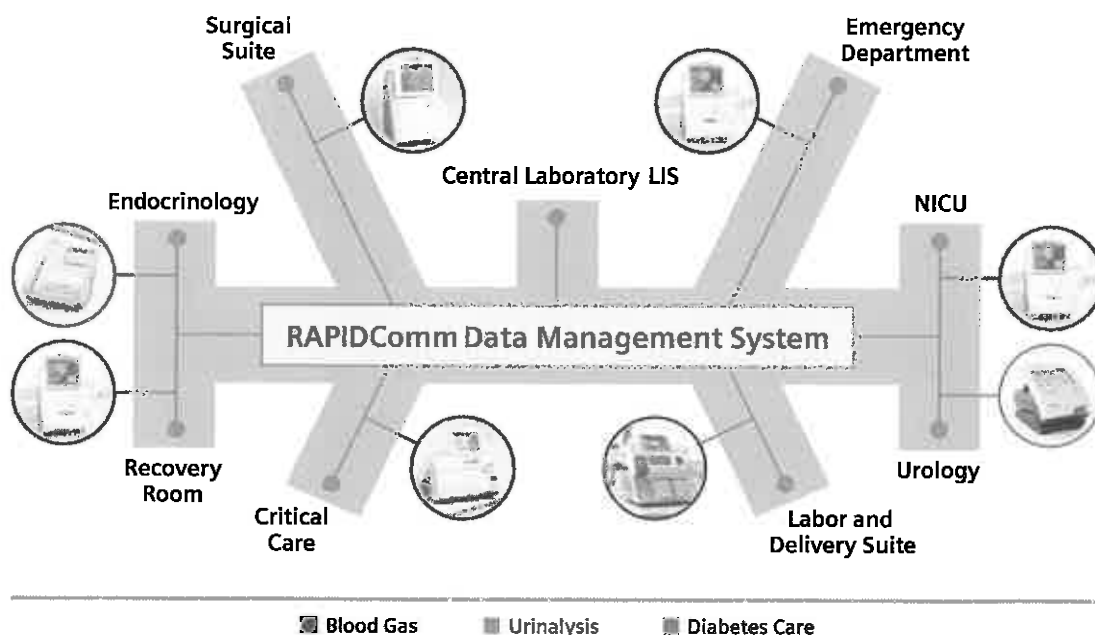 Surgical
Suite
Emergency
Department
Central Laboratory LIS
Endocrinology
NICU
RAPIDComm Data Management System
Recovery
Room
Urology
Critical
Care
Labor and
Delivery Suite
Blood Gas
Urinalysis
Diabetes Care